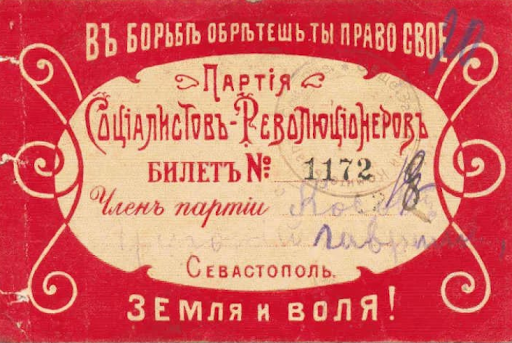 ВЪ БОРЬБѢ ОБРѢТЕШЬ ТЫ ПРАВО СВОЕ
ПАРТІЯ
СОЦІАЛИСТОВЪ-РЕВОЛЮЦІОНЕРОВЪ
БИЛЕТЪ № 1172
Членъ партіи
СЕВАСТОПОЛЬ.
ЗЕМЛЯ И ВОЛЯ!